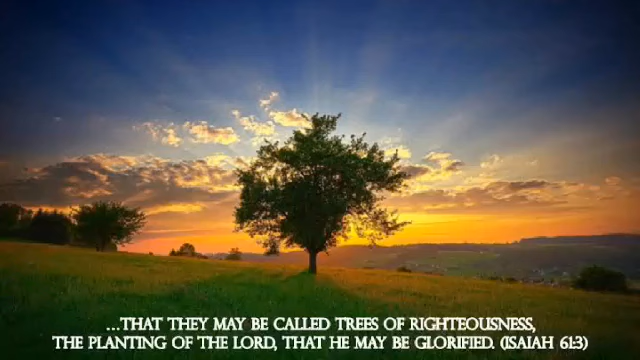 ...THAT THEY MAY BE CALLED TREES OF RIGHTEOUSNESS,
THE PLANTING OF THE LORD, THAT HE MAY BE GLORIFIED. (ISAIAH 61:3)